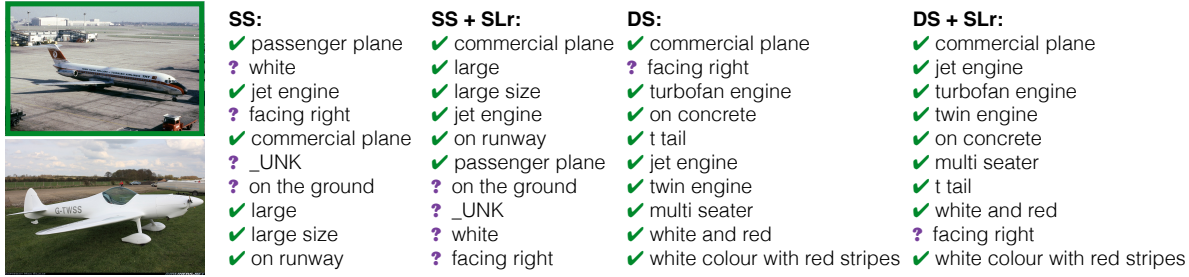 SS:
✔ passenger plane
? white
✔ jet engine
? facing right
✔ commercial plane
? _UNK
? on the ground
✔ large
✔ large size
✔ on runway
SS + SLr:
✔ commercial plane
✔ large
✔ large size
✔ jet engine
✔ on runway
✔ passenger plane
? on the ground
? _UNK
? white
? facing right
DS:
✔ commercial plane
? facing right
✔ turbofan engine
✔ on concrete
✔ t tail
✔ jet engine
✔ twin engine
✔ multi seater
✔ white and red
✔ white colour with red stripes
DS + SLr:
✔ commercial plane
✔ jet engine
✔ turbofan engine
✔ twin engine
✔ on concrete
✔ multi seater
✔ t tail
✔ white and red
? facing right
✔ white colour with red stripes
G-TWSS